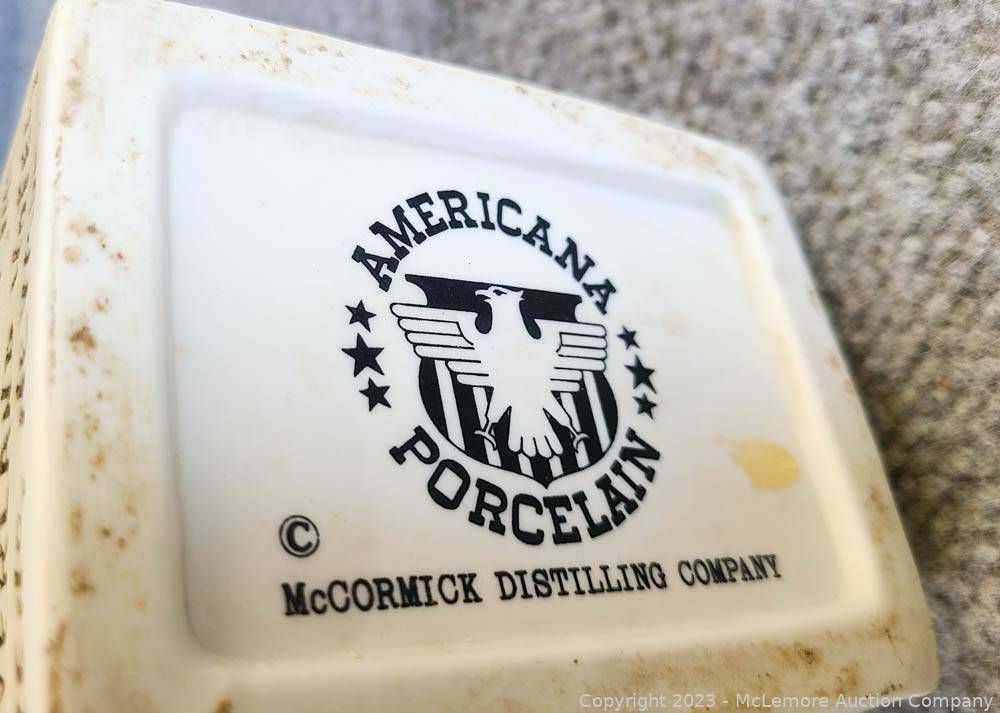 AMERICANA
PORCELAIN
©
McCORMICK DISTILLING COMPANY
Copyright 2023 - McLemore Auction Company